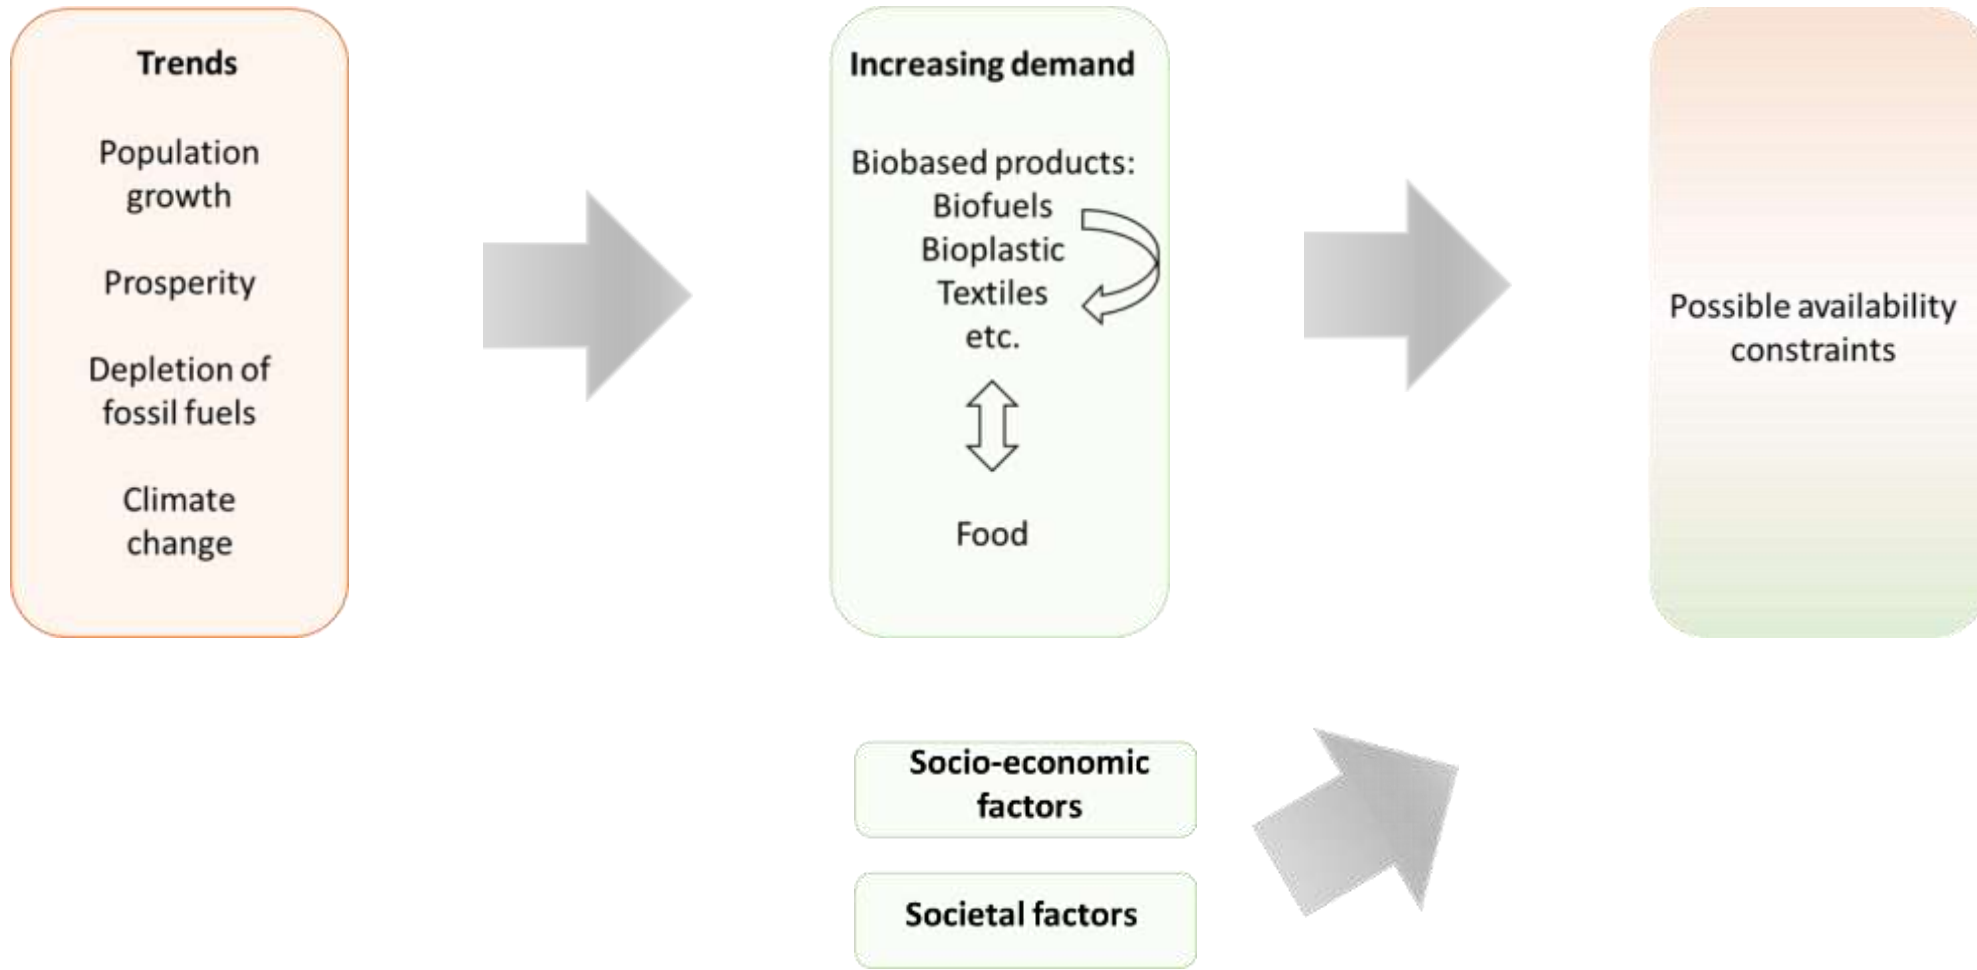 Trends
Population
growth
Prosperity
Depletion of
fossil fuels
Climate
change
Increasing demand
Biobased products:
Biofuels
Bioplastic
Textiles
etc.
Food
Possible availability
constraints
Socio-economic
factors
Societal factors